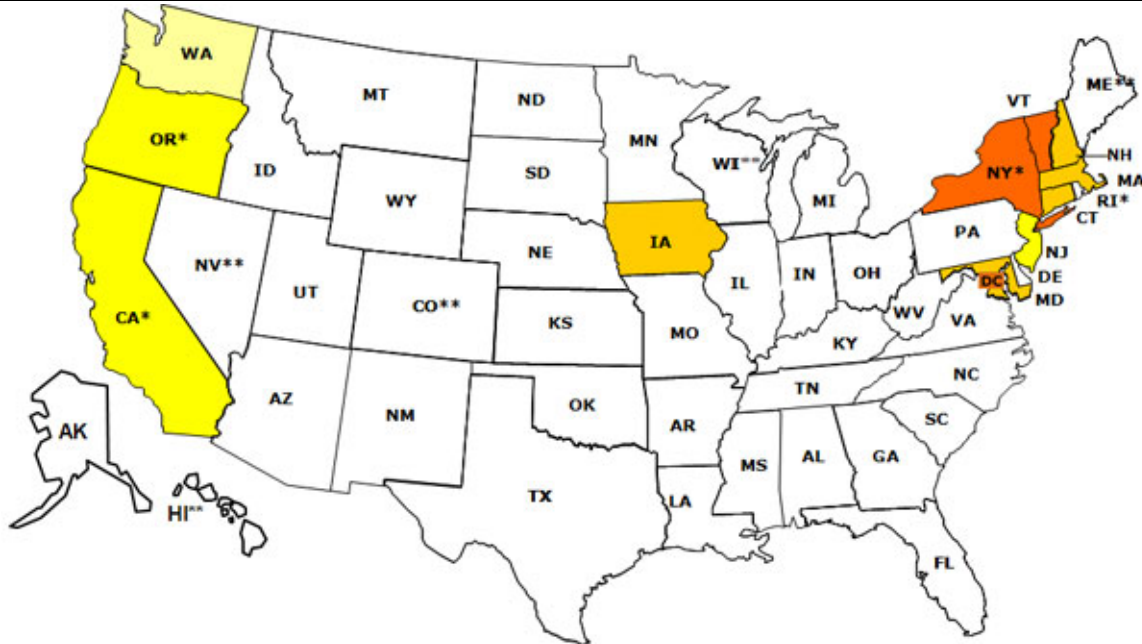 WA
MT
ND
MN
VT
ME**
OR*
ID
SD
WI**
NY*
NH
MA
RI*
CT
WY
MI
PA
NJ
IA
NE
NV**
UT
CO**
IL
IN
OH
DC
DE
MD
WV
VA
CA*
KS
MO
KY
NC
TN
AZ
NM
OK
AR
SC
AK
MS
AL
GA
TX
LA
HI**
FL